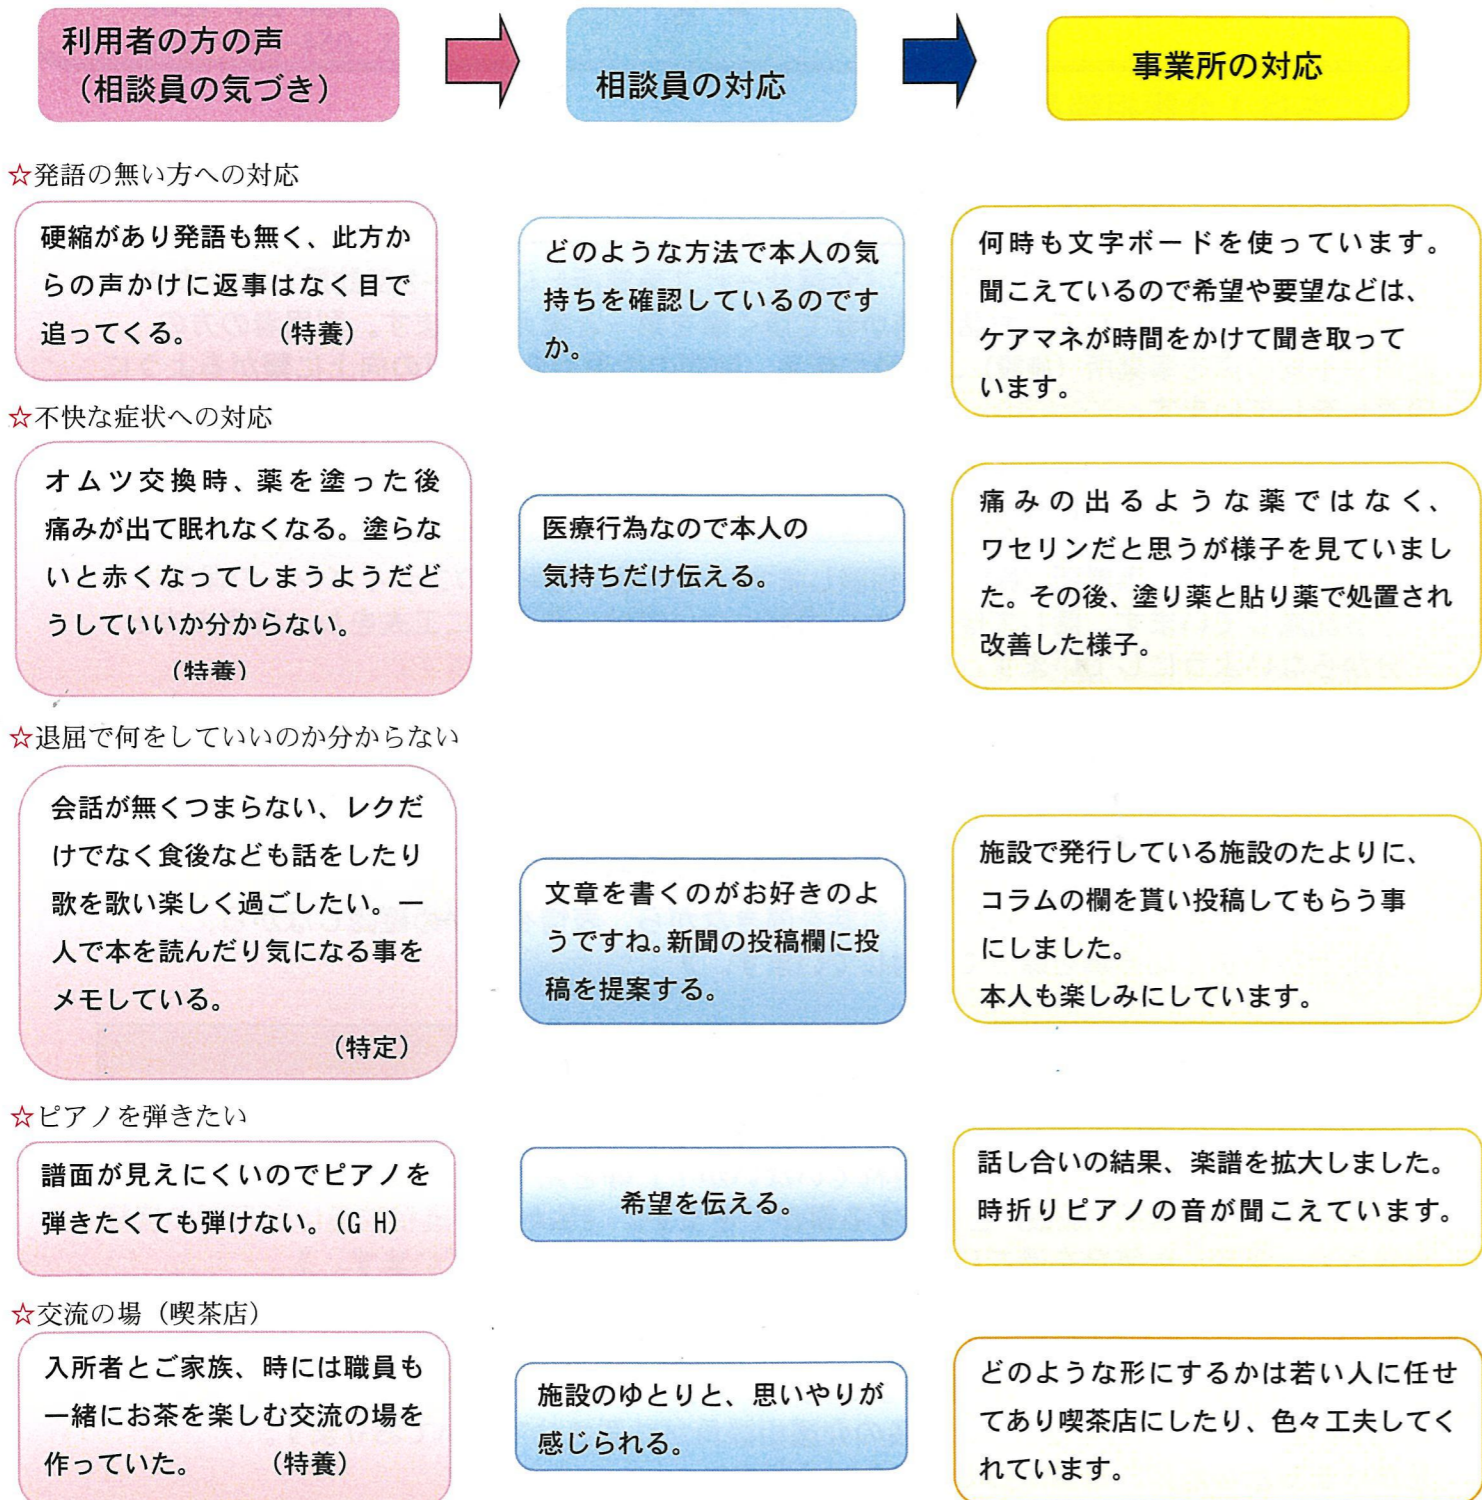 利用者の方の声
（相談員の気づき）
相談員の対応
事業所の対応
☆発語の無い方への対応
硬縮があり発語も無く、此方か
らの声かけに返事はなく目で
追ってくる。　（特養）
どのような方法で本人の気
持ちを確認しているのです
か。
何時も文字ボードを使っています。
聞こえているので希望や要望などは、
ケアマネが時間をかけて聞き取って
います。
☆不快な症状への対応
オムツ交換時、薬を塗った後
痛みが出て眠れなくなる。塗らな
いと赤くなってしまうようだど
うしていいか分からない。
（特養）
医療行為なので本人の
気持ちだけ伝える。
痛みの出るような薬ではなく、
ワセリンだと思うが様子を見ていまし
た。その後、塗り薬と貼り薬で処置され
改善した様子。
☆退屈で何をしていいのか分からない
会話が無くつまらない、レクだ
けでなく食後なども話をしたり
歌を歌い楽しく過ごしたい。一
人で本を読んだり気になる事を
メモしている。
（特定）
文章を書くのがお好きのよ
うですね。新聞の投稿欄に投
稿を提案する。
施設で発行している施設のたよりに、
コラムの欄を貰い投稿してもらう事
にしました。
本人も楽しみにしています。
☆ピアノを弾きたい
譜面が見えにくいのでピアノを
弾きたくても弾けない。（G H）
希望を伝える。
話し合いの結果、楽譜を拡大しました。
時折りピアノの音が聞こえています。
☆交流の場（喫茶店）
入所者とご家族、時には職員も
一緒にお茶を楽しむ交流の場を
作っていた。　（特養）
施設のゆとりと、思いやりが
感じられる。
どのような形にするかは若い人に任せ
てあり喫茶店にしたり、色々工夫してく
れています。